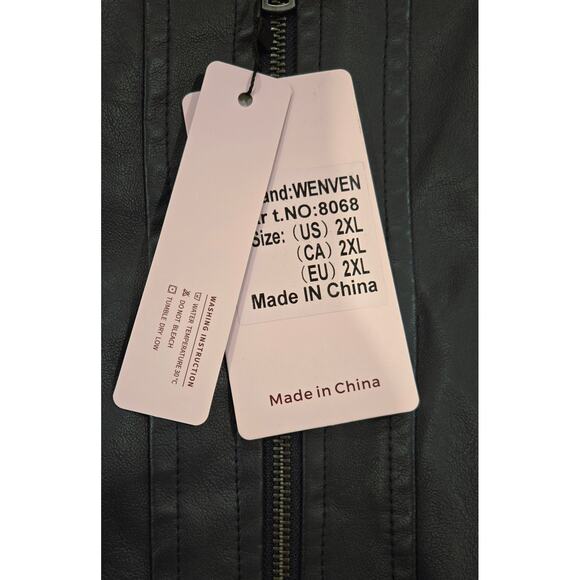 and:WENVEN
r t.NO:8068
Size: (US) 2XL
(CA) 2XL
(EU) 2XL
Made IN China
Made in China
WASHING INSTRUCTION
WATER TEMPERATURE 30 °C
DO NOT BLEACH
TUMBLE DRY LOW